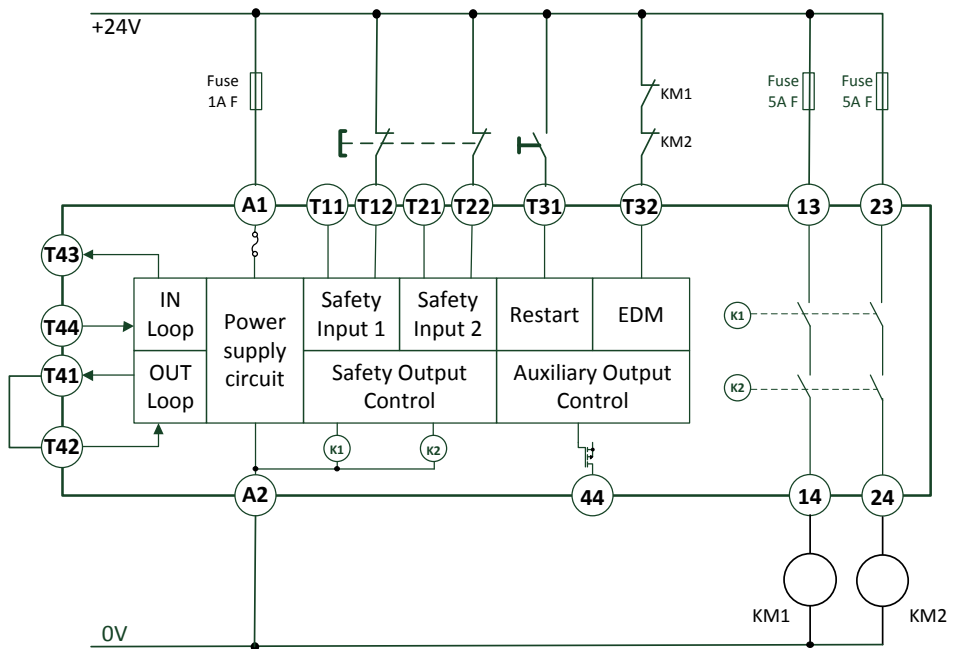 +24V
Fuse
1A F
KM1
KM2
Fuse
5A F
Fuse
5A F
A1
T11
T12
T21
T22
T31
T32
13
23
T43
T44
T41
T42
IN
Loop
OUT
Loop
Power
supply
circuit
Safety
Input 1
Safety
Input 2
Restart
EDM
Safety Output
Control
Auxiliary Output
Control
K1
K2
K1
K2
A2
44
14
24
KM1
KM2
0V